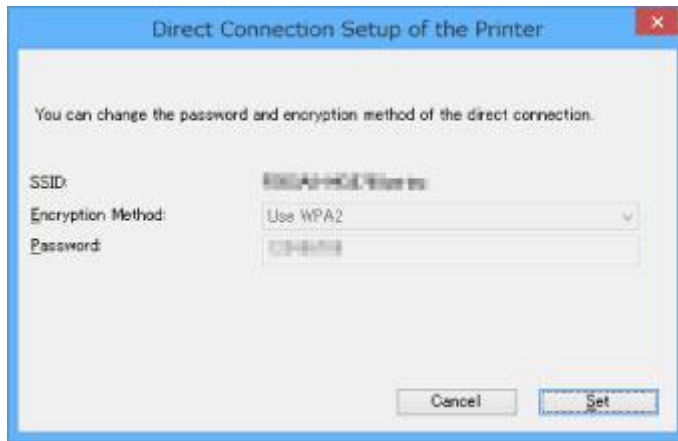 Direct Connection Setup of the Printer
You can change the password and encryption method of the direct connection.
SSID:
Encryption Method: Use WPA2
Password:
Cancel Set